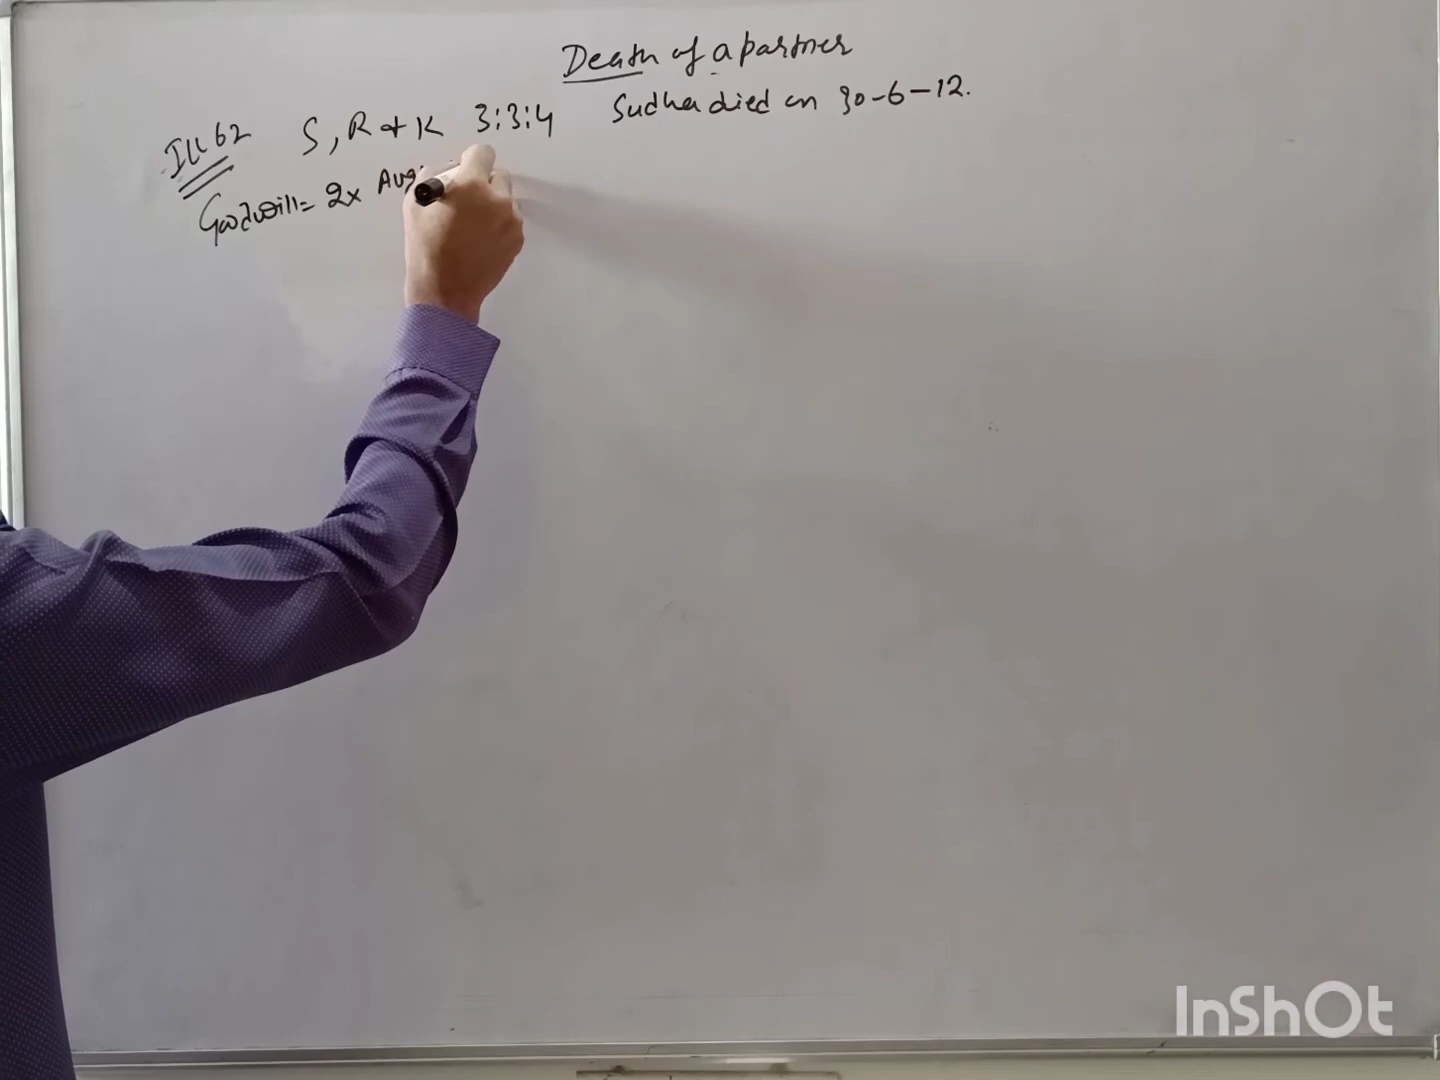 Death of a partner
Ill 62 S, R & K 3:3:4 Sudha died on 30-6-12.
Goodwill = 2x Avg
InShOt